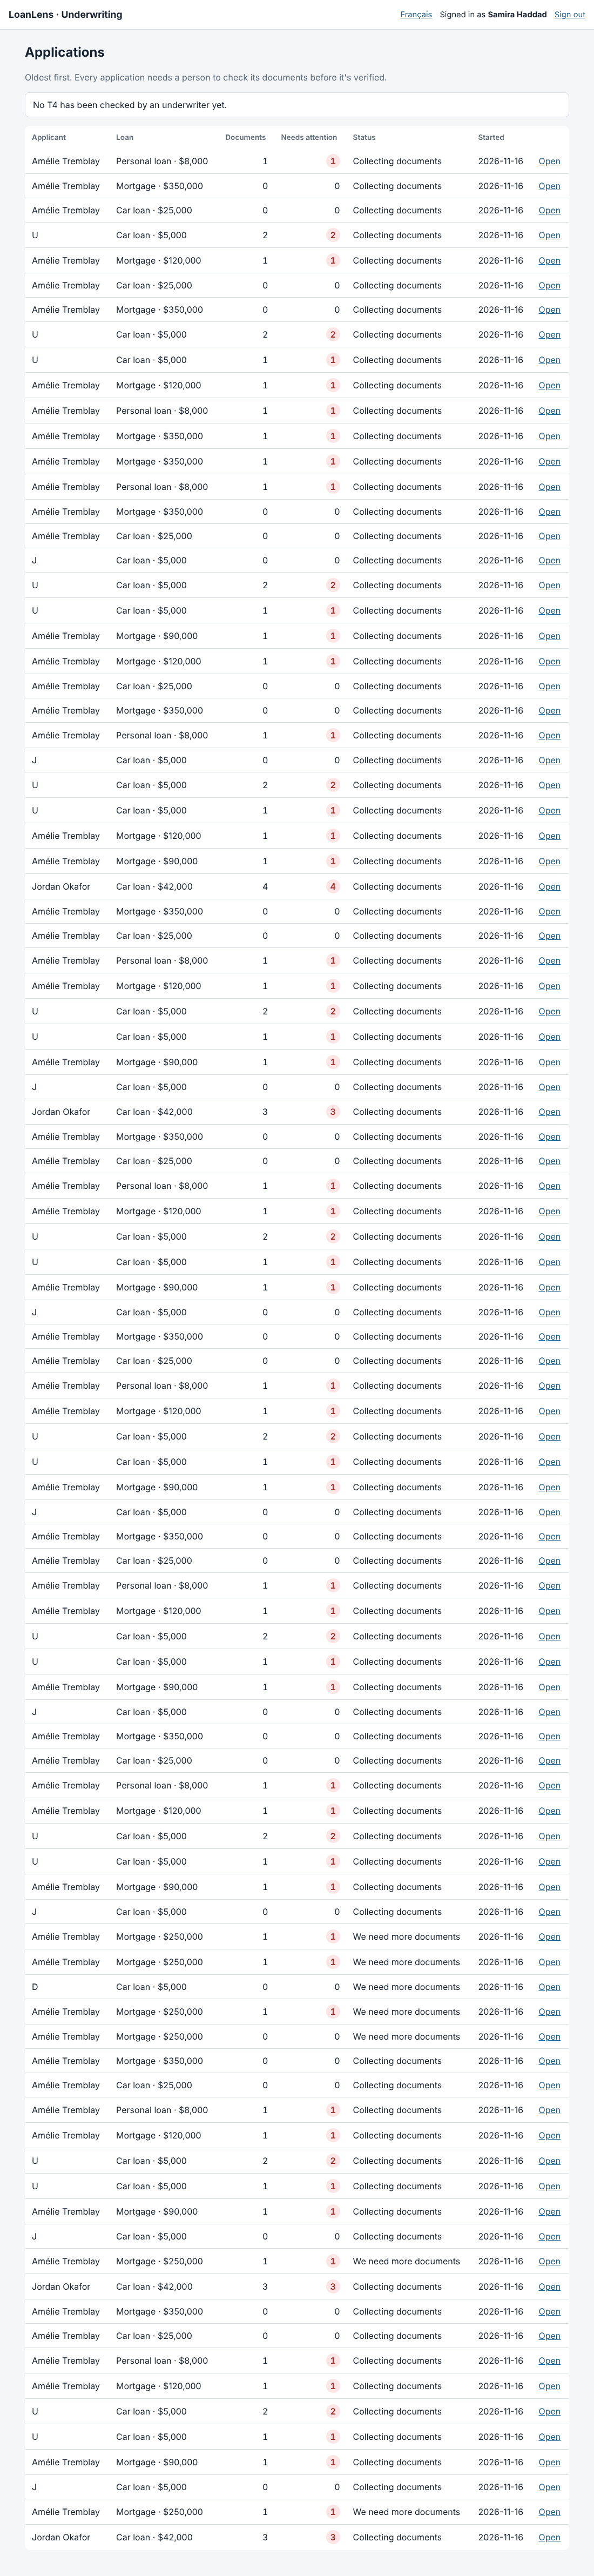 LoanLens · Underwriting Français Signed in as Samira Haddad Sign out
Applications
Oldest first. Every application needs a person to check its documents before it's verified.
No T4 has been checked by an underwriter yet.
Applicant Loan Documents Needs attention Status Started
Amélie Tremblay Personal loan · $8,000 1 1 Collecting documents 2026-11-16 Open
Amélie Tremblay Mortgage · $350,000 0 0 Collecting documents 2026-11-16 Open
Amélie Tremblay Car loan · $25,000 0 0 Collecting documents 2026-11-16 Open
U Car loan · $5,000 2 2 Collecting documents 2026-11-16 Open
Amélie Tremblay Mortgage · $120,000 1 1 Collecting documents 2026-11-16 Open
Amélie Tremblay Car loan · $25,000 0 0 Collecting documents 2026-11-16 Open
Amélie Tremblay Mortgage · $350,000 0 0 Collecting documents 2026-11-16 Open
U Car loan · $5,000 2 2 Collecting documents 2026-11-16 Open
U Car loan · $5,000 1 1 Collecting documents 2026-11-16 Open
Amélie Tremblay Mortgage · $120,000 1 1 Collecting documents 2026-11-16 Open
Amélie Tremblay Personal loan · $8,000 1 1 Collecting documents 2026-11-16 Open
Amélie Tremblay Mortgage · $350,000 1 1 Collecting documents 2026-11-16 Open
Amélie Tremblay Mortgage · $350,000 1 1 Collecting documents 2026-11-16 Open
Amélie Tremblay Personal loan · $8,000 1 1 Collecting documents 2026-11-16 Open
Amélie Tremblay Mortgage · $350,000 0 0 Collecting documents 2026-11-16 Open
Amélie Tremblay Car loan · $25,000 0 0 Collecting documents 2026-11-16 Open
J Car loan · $5,000 0 0 Collecting documents 2026-11-16 Open
U Car loan · $5,000 2 2 Collecting documents 2026-11-16 Open
U Car loan · $5,000 1 1 Collecting documents 2026-11-16 Open
Amélie Tremblay Mortgage · $90,000 1 1 Collecting documents 2026-11-16 Open
Amélie Tremblay Mortgage · $120,000 1 1 Collecting documents 2026-11-16 Open
Amélie Tremblay Car loan · $25,000 0 0 Collecting documents 2026-11-16 Open
Amélie Tremblay Mortgage · $350,000 0 0 Collecting documents 2026-11-16 Open
Amélie Tremblay Personal loan · $8,000 1 1 Collecting documents 2026-11-16 Open
J Car loan · $5,000 0 0 Collecting documents 2026-11-16 Open
U Car loan · $5,000 2 2 Collecting documents 2026-11-16 Open
U Car loan · $5,000 1 1 Collecting documents 2026-11-16 Open
Amélie Tremblay Mortgage · $120,000 1 1 Collecting documents 2026-11-16 Open
Amélie Tremblay Mortgage · $90,000 1 1 Collecting documents 2026-11-16 Open
Jordan Okafor Car loan · $42,000 4 4 Collecting documents 2026-11-16 Open
Amélie Tremblay Mortgage · $350,000 0 0 Collecting documents 2026-11-16 Open
Amélie Tremblay Car loan · $25,000 0 0 Collecting documents 2026-11-16 Open
Amélie Tremblay Personal loan · $8,000 1 1 Collecting documents 2026-11-16 Open
Amélie Tremblay Mortgage · $120,000 1 1 Collecting documents 2026-11-16 Open
U Car loan · $5,000 2 2 Collecting documents 2026-11-16 Open
U Car loan · $5,000 1 1 Collecting documents 2026-11-16 Open
Amélie Tremblay Mortgage · $90,000 1 1 Collecting documents 2026-11-16 Open
J Car loan · $5,000 0 0 Collecting documents 2026-11-16 Open
Jordan Okafor Car loan · $42,000 3 3 Collecting documents 2026-11-16 Open
Amélie Tremblay Mortgage · $350,000 0 0 Collecting documents 2026-11-16 Open
Amélie Tremblay Car loan · $25,000 0 0 Collecting documents 2026-11-16 Open
Amélie Tremblay Personal loan · $8,000 1 1 Collecting documents 2026-11-16 Open
Amélie Tremblay Mortgage · $120,000 1 1 Collecting documents 2026-11-16 Open
U Car loan · $5,000 2 2 Collecting documents 2026-11-16 Open
U Car loan · $5,000 1 1 Collecting documents 2026-11-16 Open
Amélie Tremblay Mortgage · $90,000 1 1 Collecting documents 2026-11-16 Open
J Car loan · $5,000 0 0 Collecting documents 2026-11-16 Open
Amélie Tremblay Mortgage · $350,000 0 0 Collecting documents 2026-11-16 Open
Amélie Tremblay Car loan · $25,000 0 0 Collecting documents 2026-11-16 Open
Amélie Tremblay Personal loan · $8,000 1 1 Collecting documents 2026-11-16 Open
Amélie Tremblay Mortgage · $120,000 1 1 Collecting documents 2026-11-16 Open
U Car loan · $5,000 2 2 Collecting documents 2026-11-16 Open
U Car loan · $5,000 1 1 Collecting documents 2026-11-16 Open
Amélie Tremblay Mortgage · $90,000 1 1 Collecting documents 2026-11-16 Open
J Car loan · $5,000 0 0 Collecting documents 2026-11-16 Open
Amélie Tremblay Mortgage · $350,000 0 0 Collecting documents 2026-11-16 Open
Amélie Tremblay Car loan · $25,000 0 0 Collecting documents 2026-11-16 Open
Amélie Tremblay Personal loan · $8,000 1 1 Collecting documents 2026-11-16 Open
Amélie Tremblay Mortgage · $120,000 1 1 Collecting documents 2026-11-16 Open
U Car loan · $5,000 2 2 Collecting documents 2026-11-16 Open
U Car loan · $5,000 1 1 Collecting documents 2026-11-16 Open
Amélie Tremblay Mortgage · $90,000 1 1 Collecting documents 2026-11-16 Open
J Car loan · $5,000 0 0 Collecting documents 2026-11-16 Open
Amélie Tremblay Mortgage · $350,000 0 0 Collecting documents 2026-11-16 Open
Amélie Tremblay Car loan · $25,000 0 0 Collecting documents 2026-11-16 Open
Amélie Tremblay Personal loan · $8,000 1 1 Collecting documents 2026-11-16 Open
Amélie Tremblay Mortgage · $120,000 1 1 Collecting documents 2026-11-16 Open
U Car loan · $5,000 2 2 Collecting documents 2026-11-16 Open
U Car loan · $5,000 1 1 Collecting documents 2026-11-16 Open
Amélie Tremblay Mortgage · $90,000 1 1 Collecting documents 2026-11-16 Open
J Car loan · $5,000 0 0 Collecting documents 2026-11-16 Open
Amélie Tremblay Mortgage · $250,000 1 1 We need more documents 2026-11-16 Open
Amélie Tremblay Mortgage · $250,000 1 1 We need more documents 2026-11-16 Open
D Car loan · $5,000 0 0 We need more documents 2026-11-16 Open
Amélie Tremblay Mortgage · $250,000 1 1 We need more documents 2026-11-16 Open
Amélie Tremblay Mortgage · $250,000 0 0 We need more documents 2026-11-16 Open
Amélie Tremblay Mortgage · $350,000 0 0 Collecting documents 2026-11-16 Open
Amélie Tremblay Car loan · $25,000 0 0 Collecting documents 2026-11-16 Open
Amélie Tremblay Personal loan · $8,000 1 1 Collecting documents 2026-11-16 Open
Amélie Tremblay Mortgage · $120,000 1 1 Collecting documents 2026-11-16 Open
U Car loan · $5,000 2 2 Collecting documents 2026-11-16 Open
U Car loan · $5,000 1 1 Collecting documents 2026-11-16 Open
Amélie Tremblay Mortgage · $90,000 1 1 Collecting documents 2026-11-16 Open
J Car loan · $5,000 0 0 Collecting documents 2026-11-16 Open
Amélie Tremblay Mortgage · $250,000 1 1 We need more documents 2026-11-16 Open
Jordan Okafor Car loan · $42,000 3 3 Collecting documents 2026-11-16 Open
Amélie Tremblay Mortgage · $350,000 0 0 Collecting documents 2026-11-16 Open
Amélie Tremblay Car loan · $25,000 0 0 Collecting documents 2026-11-16 Open
Amélie Tremblay Personal loan · $8,000 1 1 Collecting documents 2026-11-16 Open
Amélie Tremblay Mortgage · $120,000 1 1 Collecting documents 2026-11-16 Open
U Car loan · $5,000 2 2 Collecting documents 2026-11-16 Open
U Car loan · $5,000 1 1 Collecting documents 2026-11-16 Open
Amélie Tremblay Mortgage · $90,000 1 1 Collecting documents 2026-11-16 Open
J Car loan · $5,000 0 0 Collecting documents 2026-11-16 Open
Amélie Tremblay Mortgage · $250,000 1 1 We need more documents 2026-11-16 Open
Jordan Okafor Car loan · $42,000 3 3 Collecting documents 2026-11-16 Open